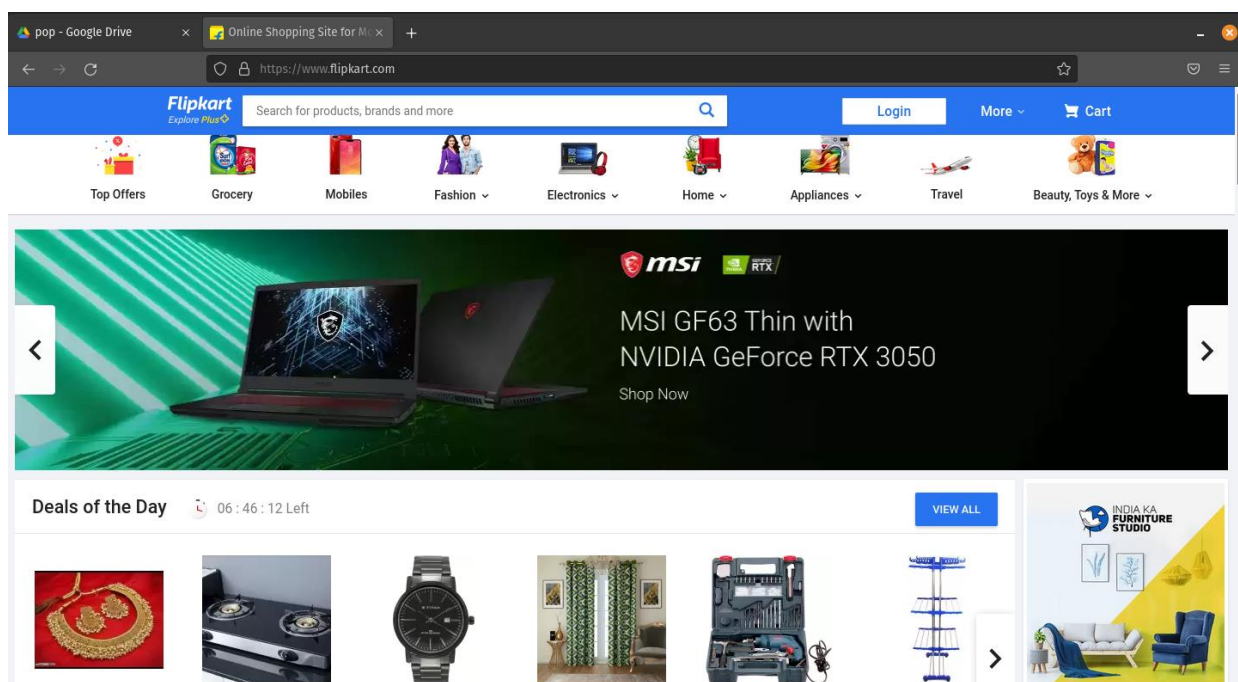 pop - Google Drive
Online Shopping Site for Mo
https://www.flipkart.com
Flipkart
Explore Plus
Search for products, brands and more
Login
More
Cart
Top Offers
Grocery
Mobiles
Fashion
Electronics
Home
Appliances
Travel
Beauty, Toys & More
msi
RTX
MSI GF63 Thin with
NVIDIA GeForce RTX 3050
Shop Now
Deals of the Day
06 : 46 : 12 Left
VIEW ALL
INDIA KA
FURNITURE
STUDIO